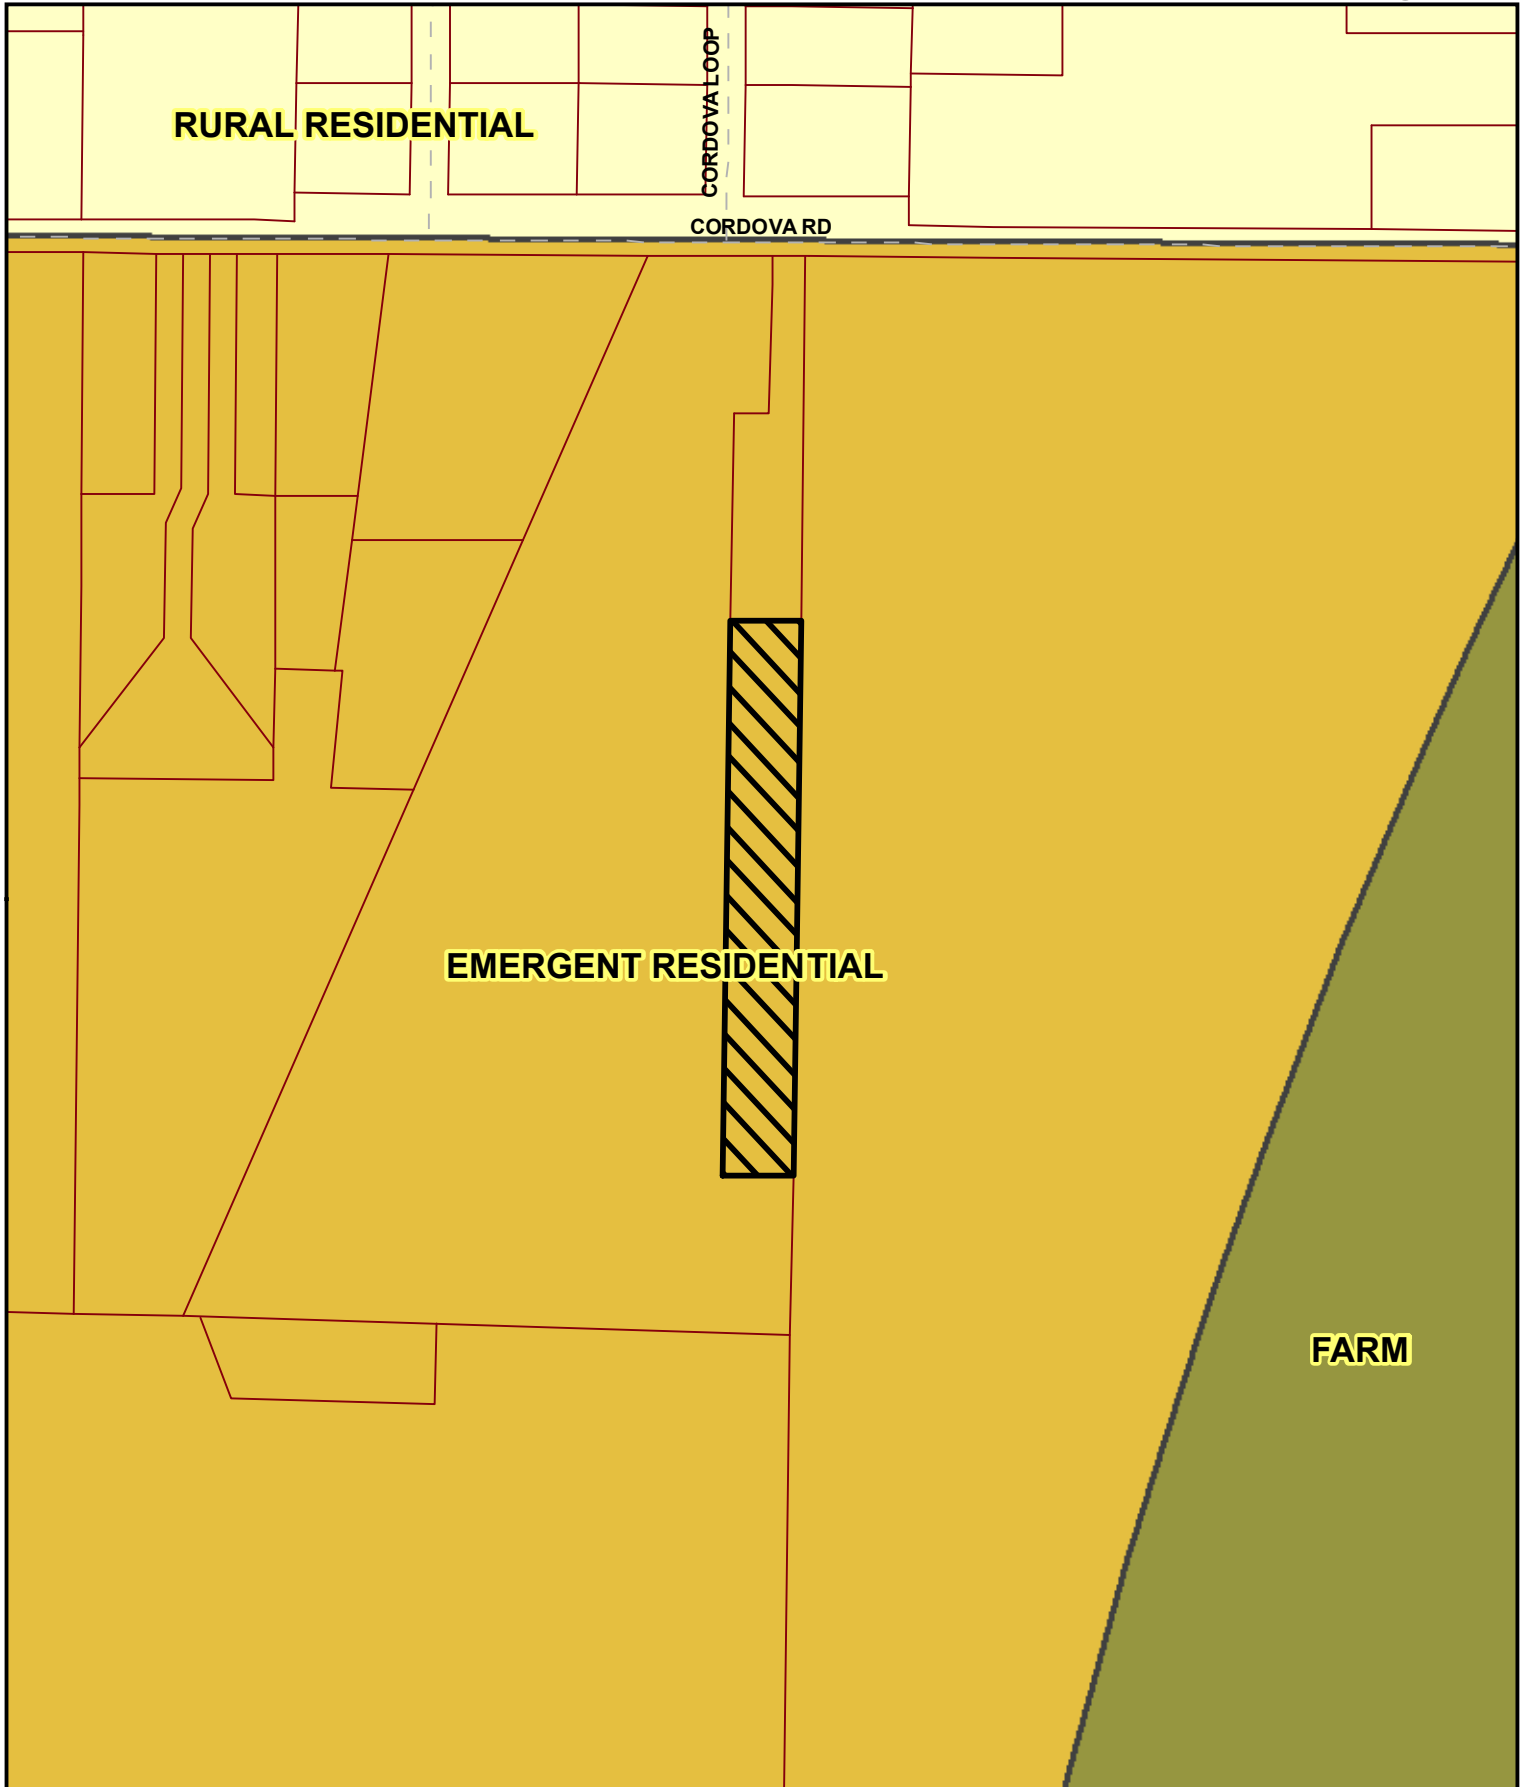 CORDOVA LOOP
RURAL RESIDENTIAL
CORDOVA RD
EMERGENT RESIDENTIAL
FARM